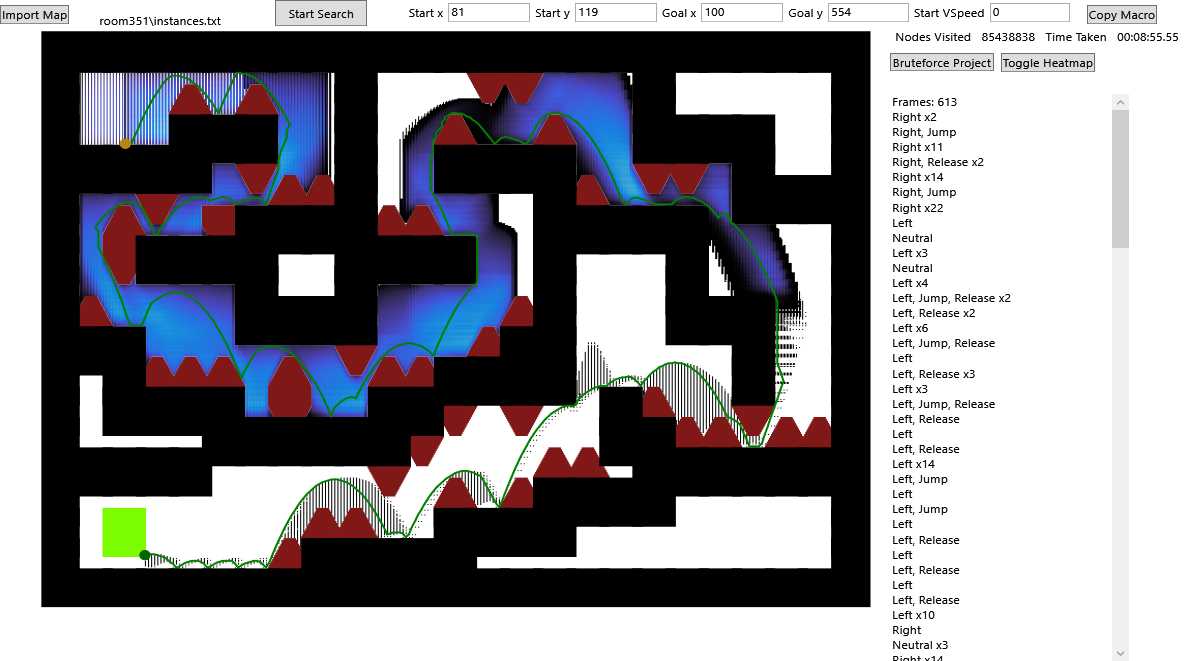 Import Map
room351\instances.txt
Start Search
Start x 81 Start y 119 Goal x 100 Goal y 554 Start VSpeed 0
Copy Macro
Nodes Visited 85438838 Time Taken 00:08:55.55
Bruteforce Project Toggle Heatmap
Frames: 613
Right x2
Right, Jump
Right x11
Right, Release x2
Right x14
Right, Jump
Right x22
Left
Neutral
Left x3
Neutral
Left x4
Left, Jump, Release x2
Left, Release x2
Left x6
Left, Jump, Release
Left
Left, Release x3
Left x3
Left, Jump, Release
Left, Release
Left
Left, Release
Left x14
Left, Jump
Left
Left, Jump
Left
Left, Release
Left
Left, Release
Left
Left, Release
Left x10
Right
Neutral x3
Right x14